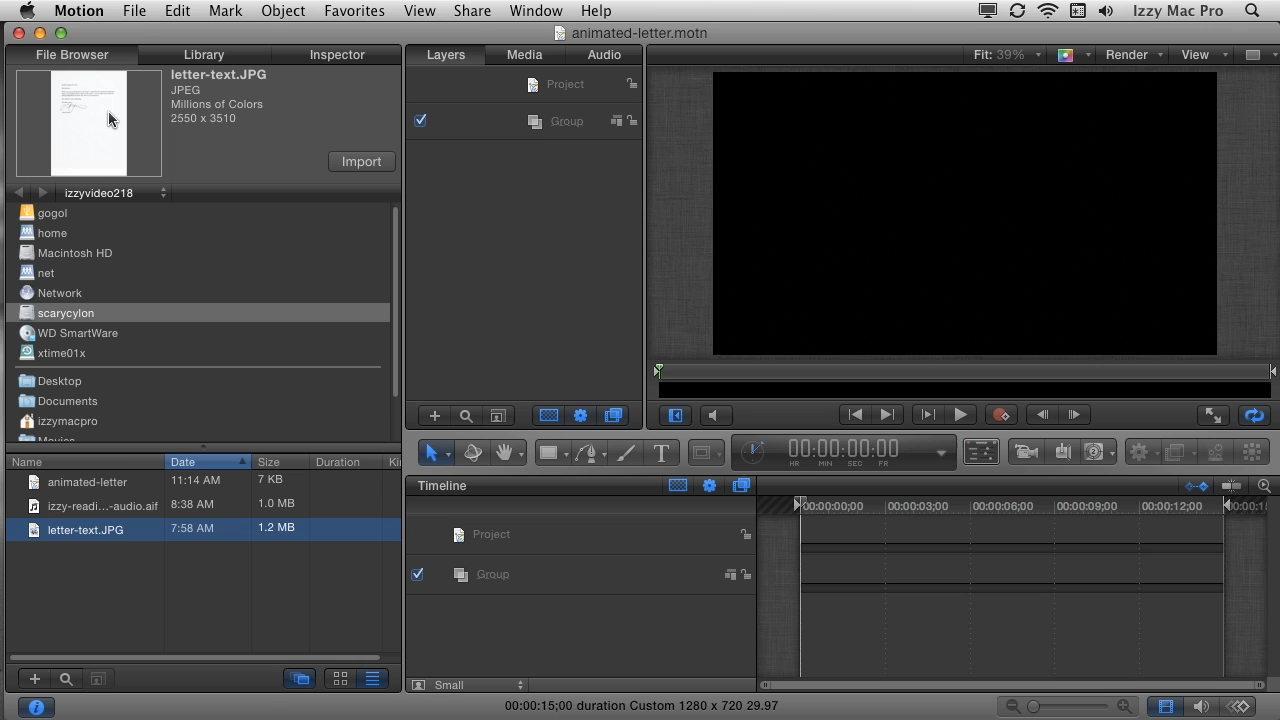 Motion File Edit Mark Object Favorites View Share Window Help Izzy Mac Pro
animated-letter.motn
File Browser Library Inspector
Layers Media Audio
Fit: 39% Render View
letter-text.JPG
JPEG
Millions of Colors
2550 x 3510
Import
izzyvideo218
gogol
home
Macintosh HD
net
Network
scarycylon
WD SmartWare
xtime01x
Desktop
Documents
izzymacpro
Movies
Project
Group
00:00:00:00
HR MIN SEC FR
Name Date Size Duration Kin
animated-letter 11:14 AM 7 KB
izzy-readi...-audio.aif 8:38 AM 1.0 MB
letter-text.JPG 7:58 AM 1.2 MB
Timeline
00:00:00;00 00:00:03;00 00:00:06;00 00:00:09;00 00:00:12;00 00:00:1
Project
Group
Small
00:00:15;00 duration Custom 1280 x 720 29.97